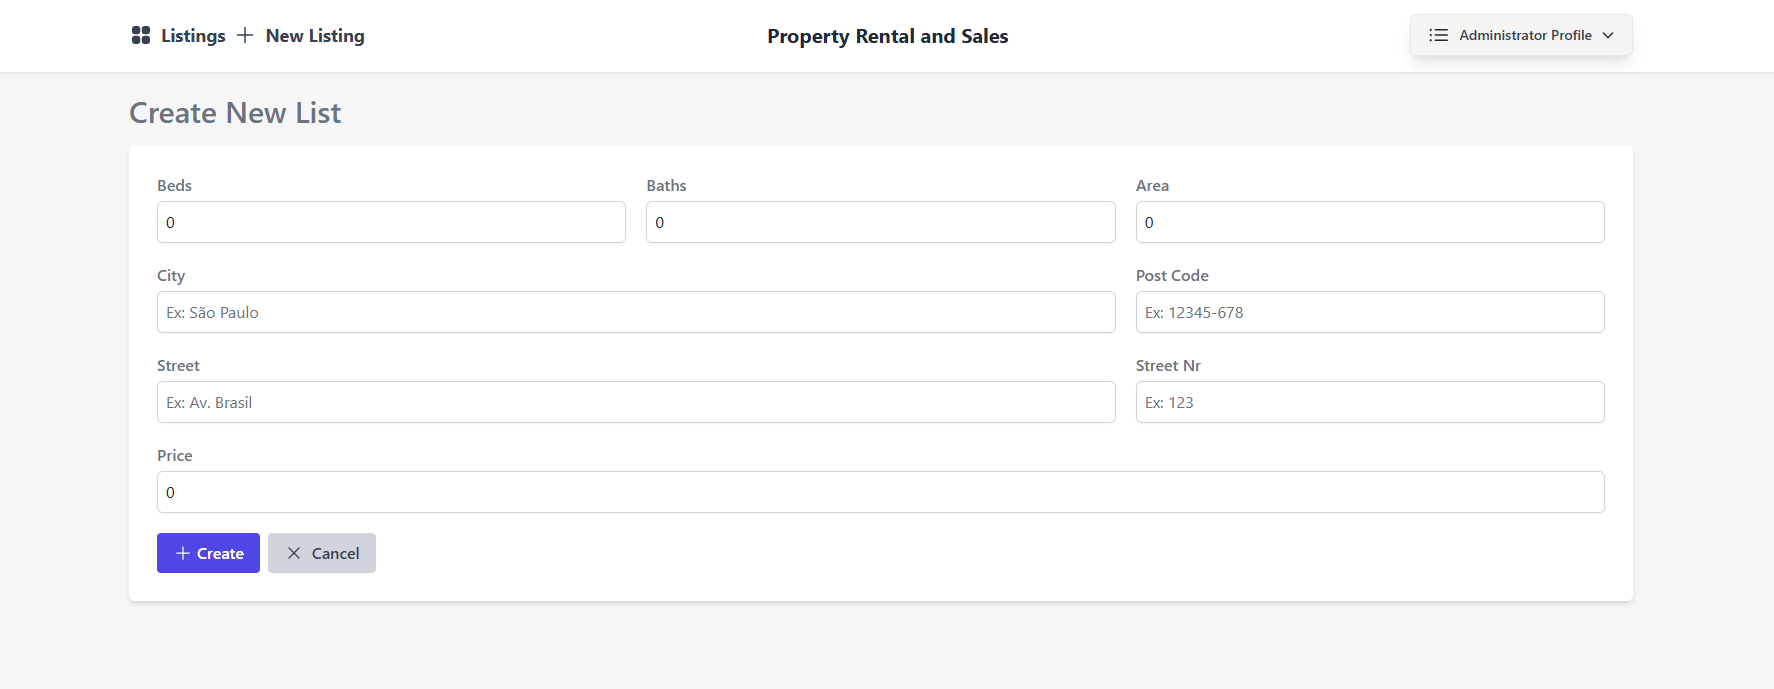 Listings New Listing Property Rental and Sales Administrator Profile
Create New List
Beds Baths Area
0 0 0
City Post Code
Ex: São Paulo Ex: 12345-678
Street Street Nr
Ex: Av. Brasil Ex: 123
Price
0
Create Cancel